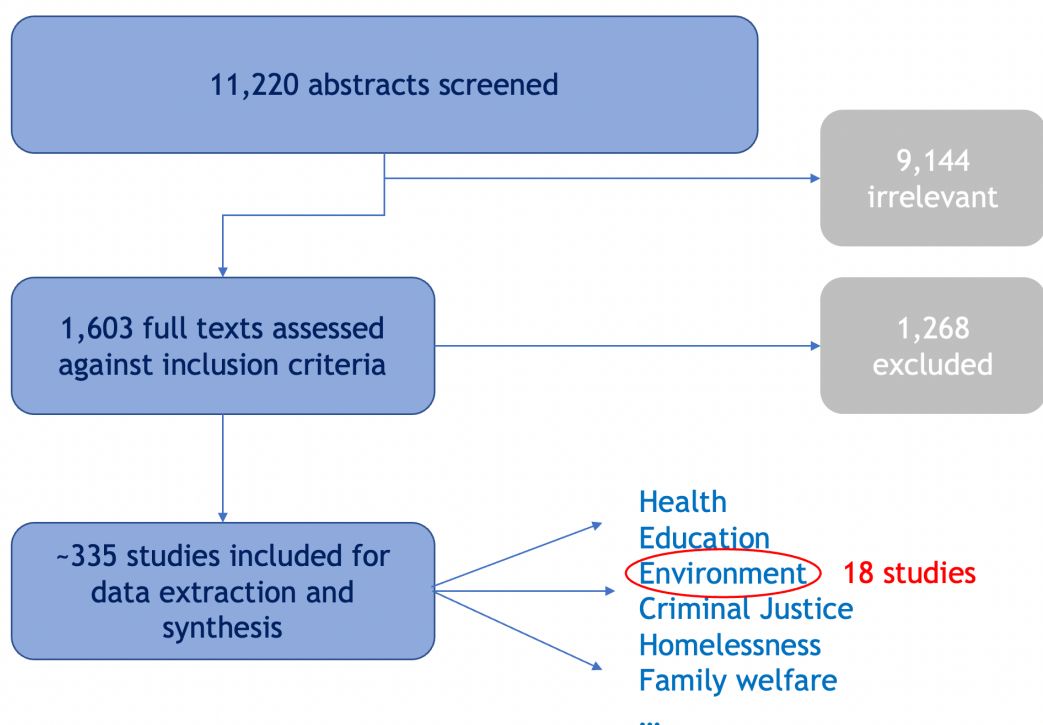 11,220 abstracts screened
9,144
irrelevant
1,603 full texts assessed
against inclusion criteria
1,268
excluded
~335 studies included for
data extraction and
synthesis
Health
Education
Environment 18 studies
Criminal Justice
Homelessness
Family welfare
...